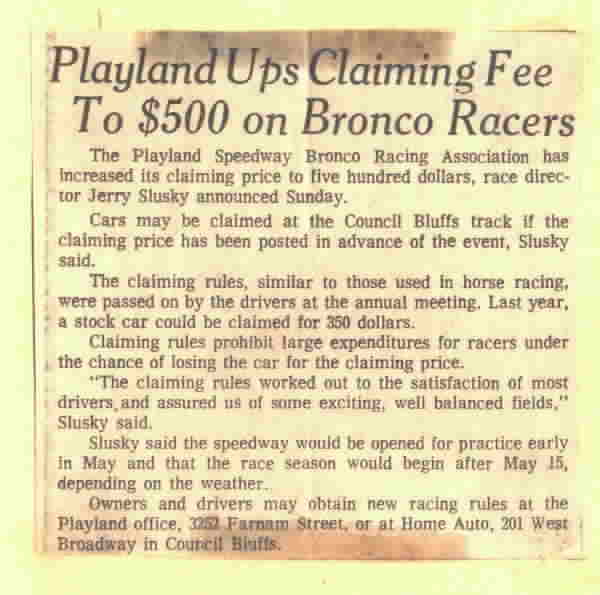 Playland Ups Claiming Fee
To $500 on Bronco Racers
The Playland Speedway Bronco Racing Association has
increased its claiming price to five hundred dollars, race direc-
tor Jerry Slusky announced Sunday.
Cars may be claimed at the Council Bluffs track if the
claiming price has been posted in advance of the event, Slusky
said.
The claiming rules, similar to those used in horse racing,
were passed on by the drivers at the annual meeting. Last year,
a stock car could be claimed for 350 dollars.
Claiming rules prohibit large expenditures for racers under
the chance of losing the car for the claiming price.
"The claiming rules worked out to the satisfaction of most
drivers and assured us of some exciting, well balanced fields,"
Slusky said.
Slusky said the speedway would be opened for practice early
in May and that the race season would begin after May 15,
depending on the weather.
Owners and drivers may obtain new racing rules at the
Playland office, 3252 Farnam Street, or at Home Auto, 201 West
Broadway in Council Bluffs.